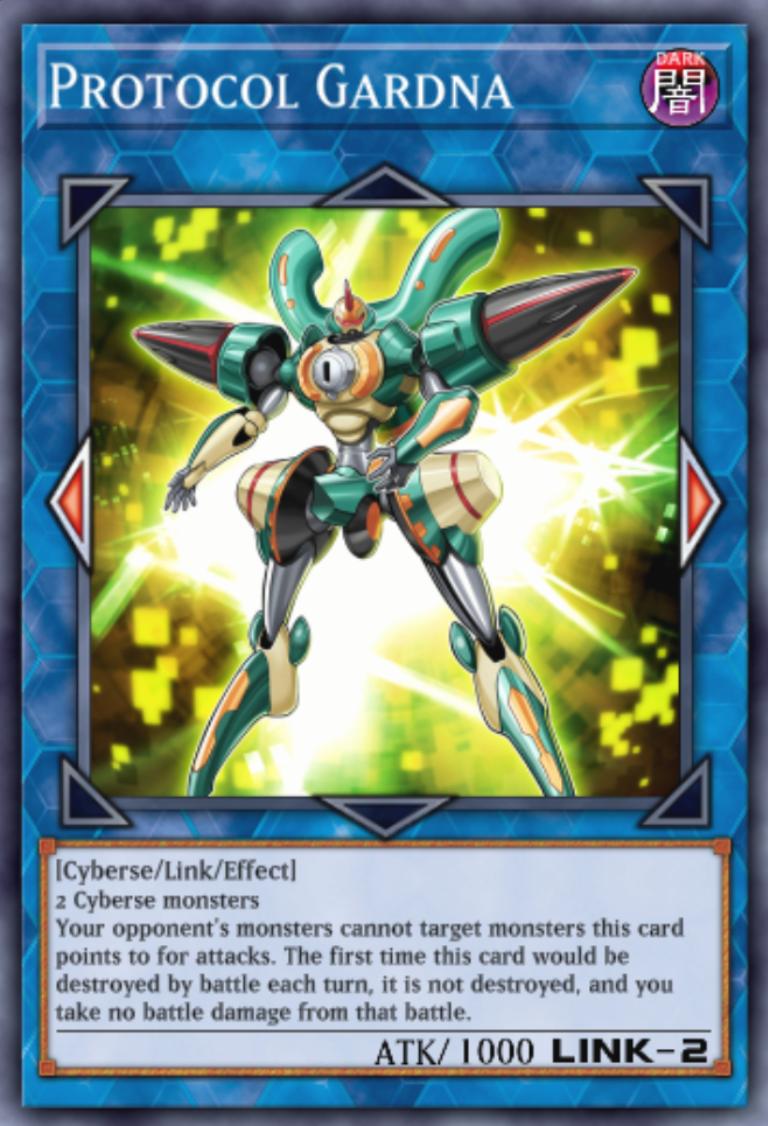 Protocol Gardna
DARK
闇
[Cyberse/Link/Effect]
2 Cyberse monsters
Your opponent's monsters cannot target monsters this card
points to for attacks. The first time this card would be
destroyed by battle each turn, it is not destroyed, and you
take no battle damage from that battle.
ATK/ 1000 LINK-2